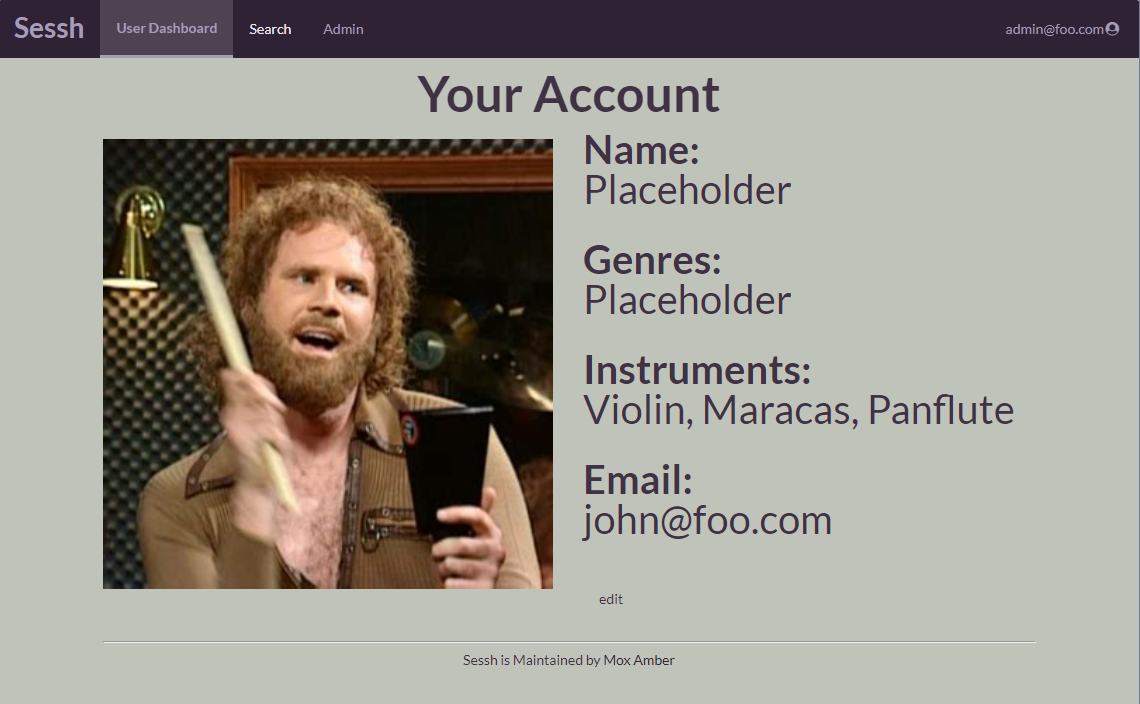 Sessh
User Dashboard
Search
Admin
admin@foo.com
Your Account
Name:
Placeholder
Genres:
Placeholder
Instruments:
Violin, Maracas, Panflute
Email:
john@foo.com
edit
Sessh is Maintained by Mox Amber